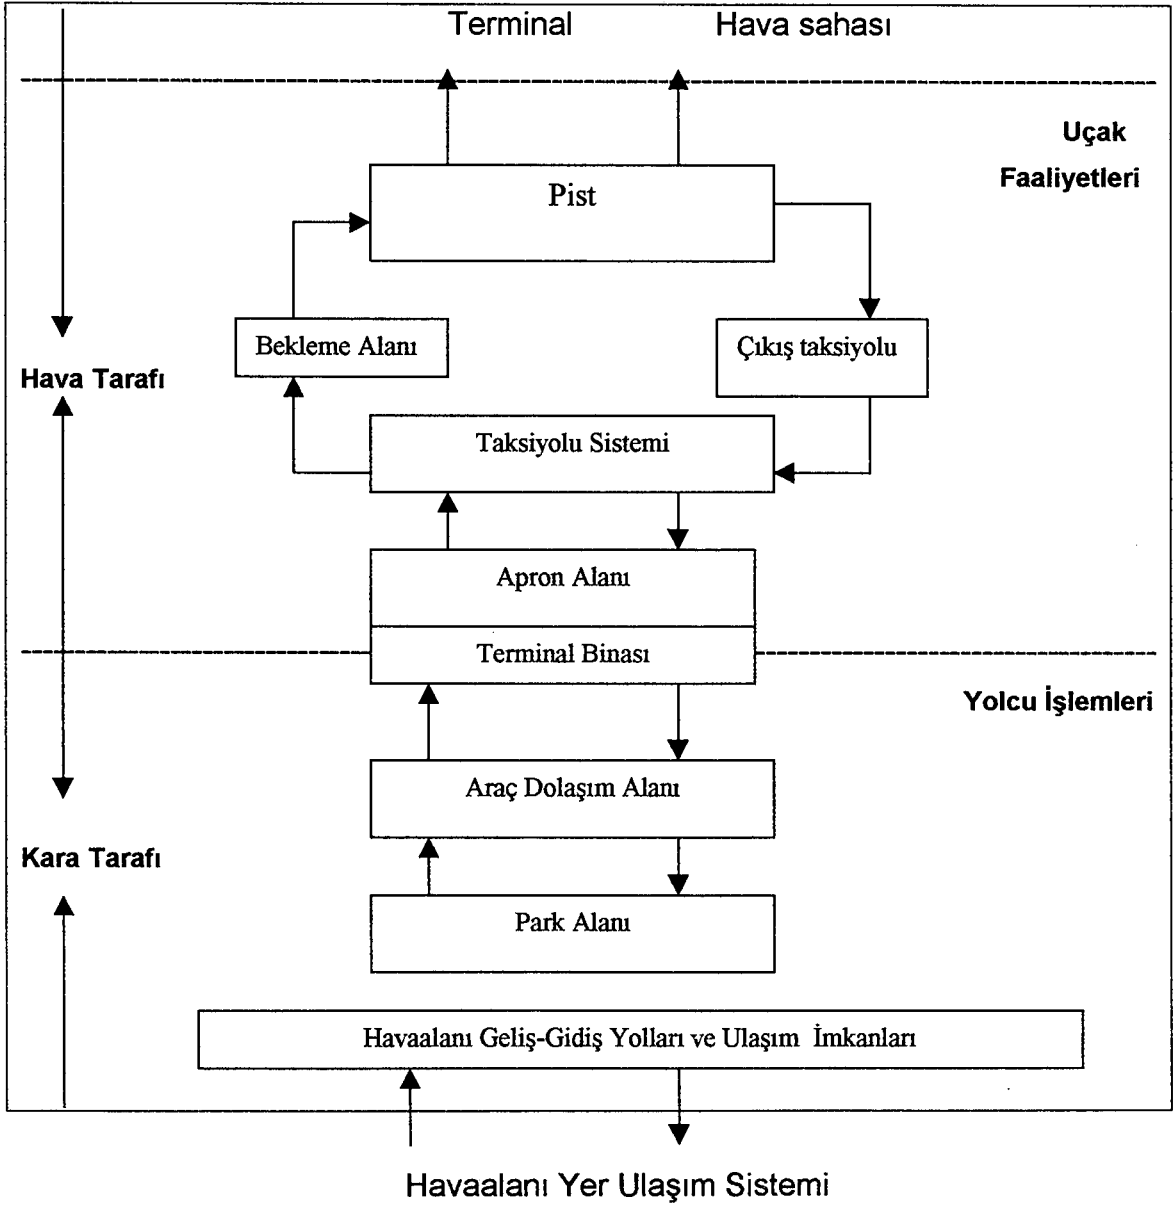 Terminal Hava sahası
Uçak
Faaliyetleri
Pist
Bekleme Alanı
Çıkış taksiyolu
Hava Tarafı
Taksiyolu Sistemi
Apron Alanı
Terminal Binası
Yolcu İşlemleri
Araç Dolaşım Alanı
Kara Tarafı
Park Alanı
Havaalanı Geliş-Gidiş Yolları ve Ulaşım İmkanları
Havaalanı Yer Ulaşım Sistemi